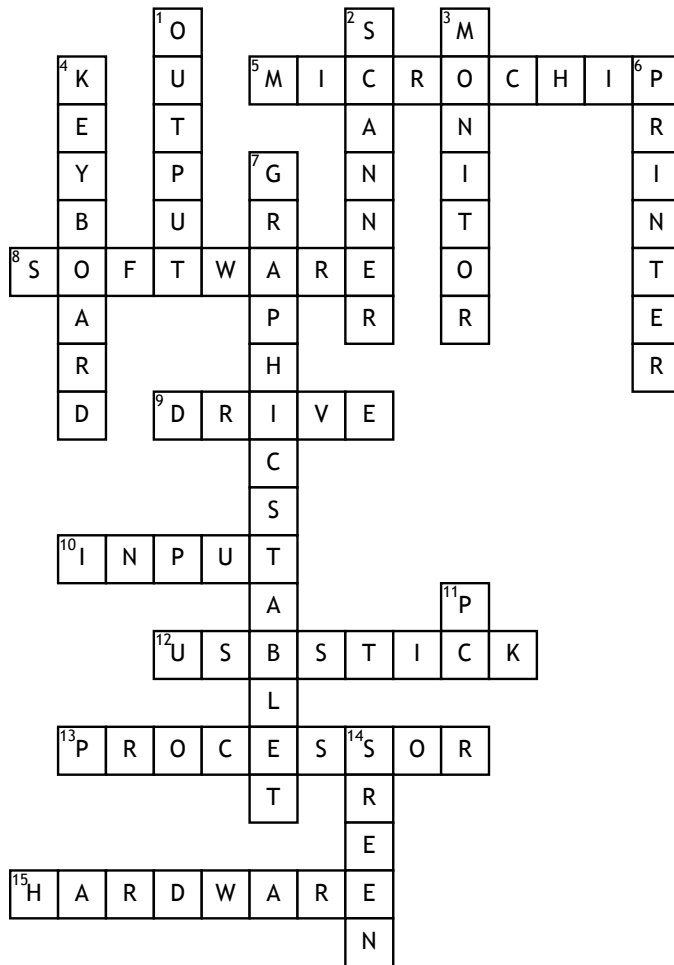 1 O 2 S 3 M
4 K U 5 M I C R O C H I 6 P
E T A N R
Y P 7 G N I I
B U R N T N
8 S O F T W A R E O T
A P R R E
R H R
D 9 D R I V E
C
S
10 I N P U T
A 11 P
12 U S B S T I C K
L
13 P R O C E S 14 S O R
T R
E
15 H A R D W A R E
N